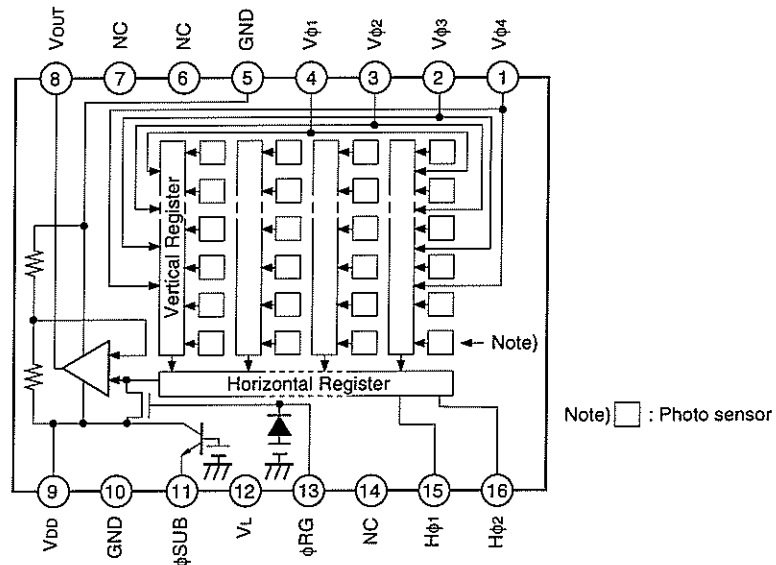 VOUT
NC
NC
GND
Vϕ1
Vϕ2
Vϕ3
Vϕ4
8
7
6
5
4
3
2
1
Vertical Register
Note)
Horizontal Register
Note) : Photo sensor
9
10
11
12
13
14
15
16
VDD
GND
ϕSUB
VL
ϕRG
NC
Hϕ1
Hϕ2